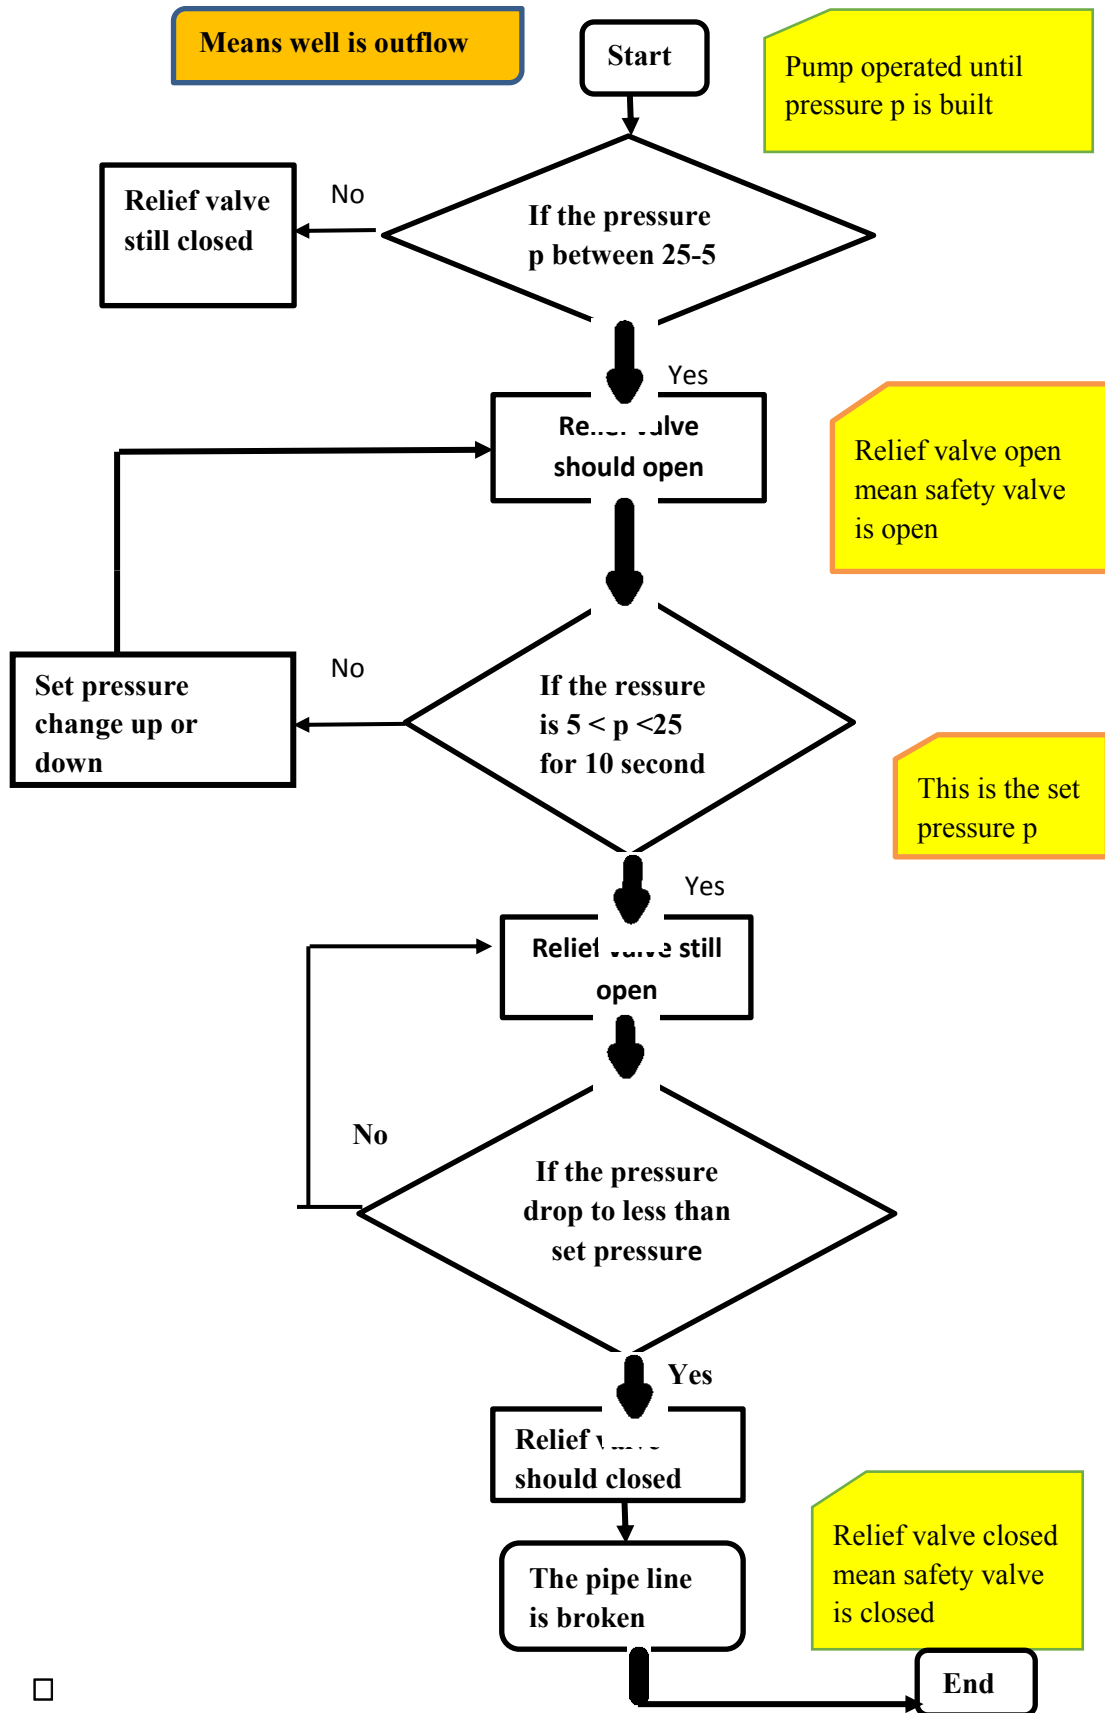 Means well is outflow
Start
Pump operated until
pressure p is built
Relief valve
still closed
No
If the pressure
p between 25-5
Yes
should open
Relief valve open
mean safety valve
is open
Set pressure
change up or
down
No
If the ressure
is 5 < p <25
for 10 second
This is the set
pressure p
Yes
Relief valve still
open
No
If the pressure
drop to less than
set pressure
Yes
Relief valve
should closed
The pipe line
is broken
Relief valve closed
mean safety valve
is closed
End